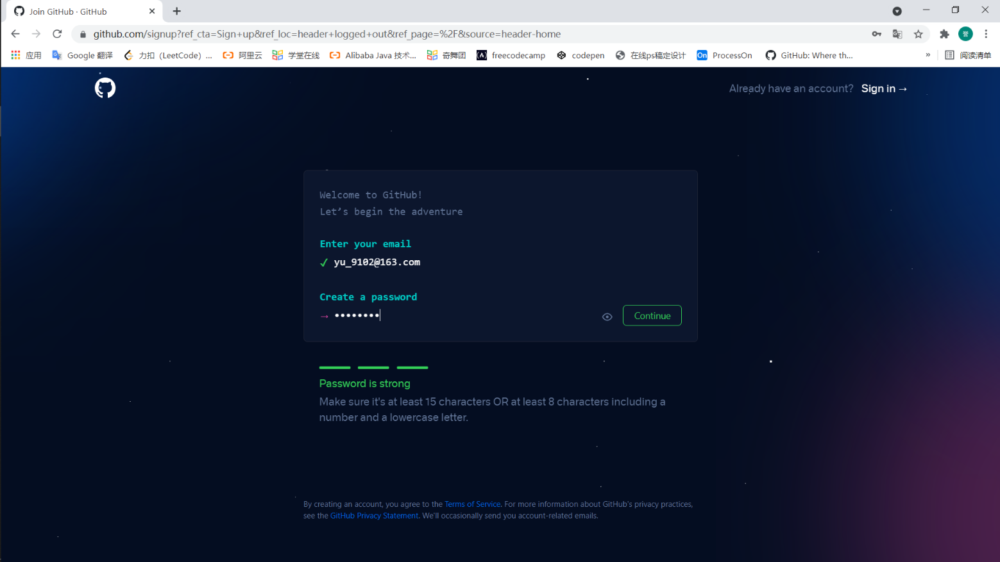 Join GitHub · GitHub
github.com/signup?ref_cta=Sign+up&ref_loc=header+logged+out&ref_page=%2F&source=header-home
誉
应用 Google 翻译 力扣（LeetCode）... 阿里云 学堂在线 Alibaba Java 技术... 奇舞团 freecodecamp codepen 在线ps稿定设计 On ProcessOn GitHub: Where th... » 阅读清单
Already have an account? Sign in →
Welcome to GitHub!
Let’s begin the adventure
Enter your email
✓ yu_9102@163.com
Create a password
→ ••••••••
Continue
Password is strong
Make sure it's at least 15 characters OR at least 8 characters including a
number and a lowercase letter.
By creating an account, you agree to the Terms of Service. For more information about GitHub's privacy practices,
see the GitHub Privacy Statement. We'll occasionally send you account-related emails.